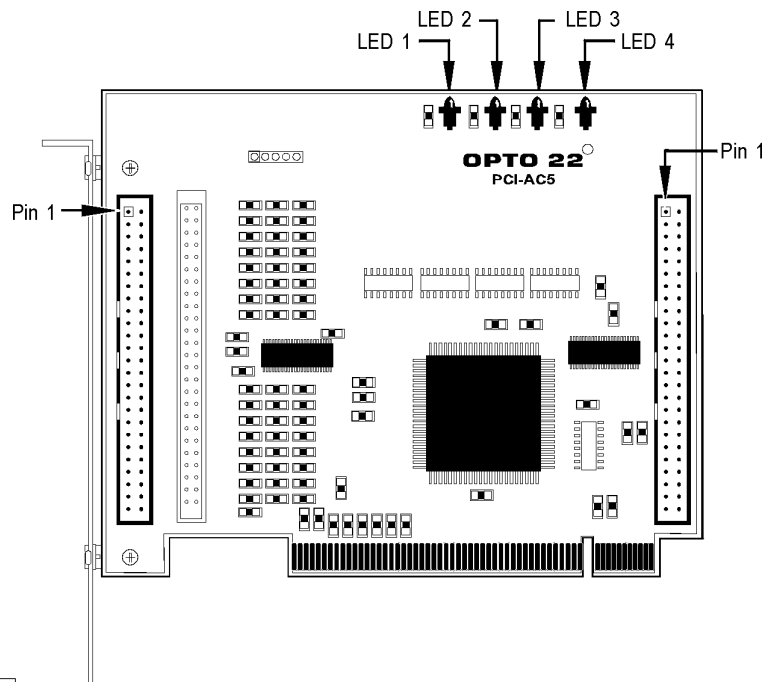 LED 2
LED 3
LED 1
LED 4
OPTO 22
PCI-AC5
Pin 1
Pin 1